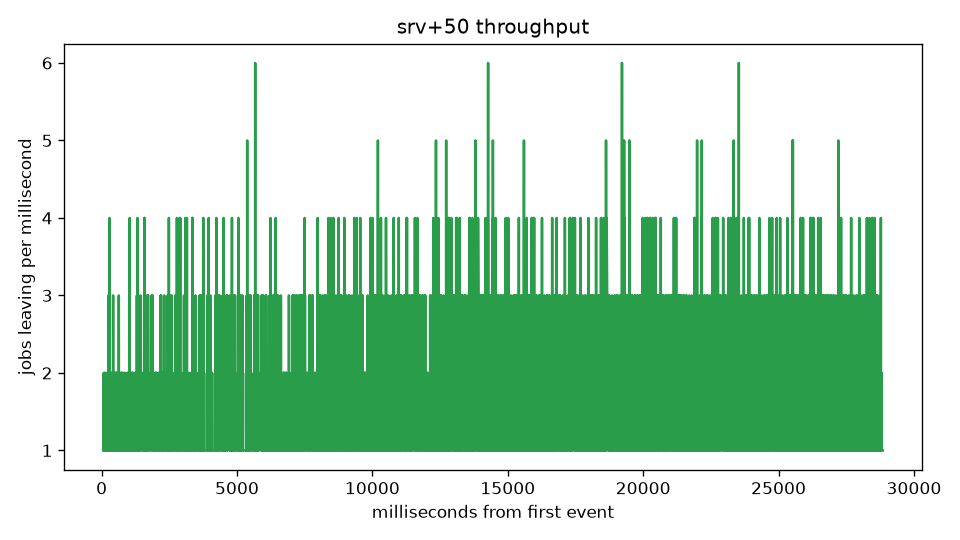 srv+50 throughput
jobs leaving per millisecond
6
5
4
3
2
1
0 5000 10000 15000 20000 25000 30000
milliseconds from first event